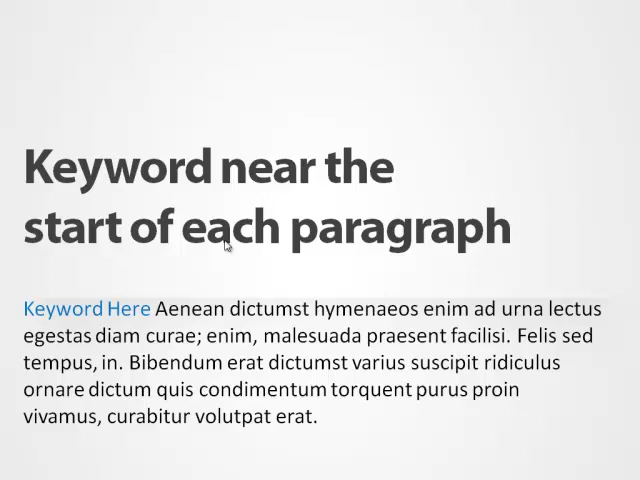 Keyword near the
start of each paragraph
Keyword Here Aenean dictumst hymenaeos enim ad urna lectus
egestas diam curae; enim, malesuada praesent facilisi. Felis sed
tempus, in. Bibendum erat dictumst varius suscipit ridiculus
ornare dictum quis condimentum torquent purus proin
vivamus, curabitur volutpat erat.